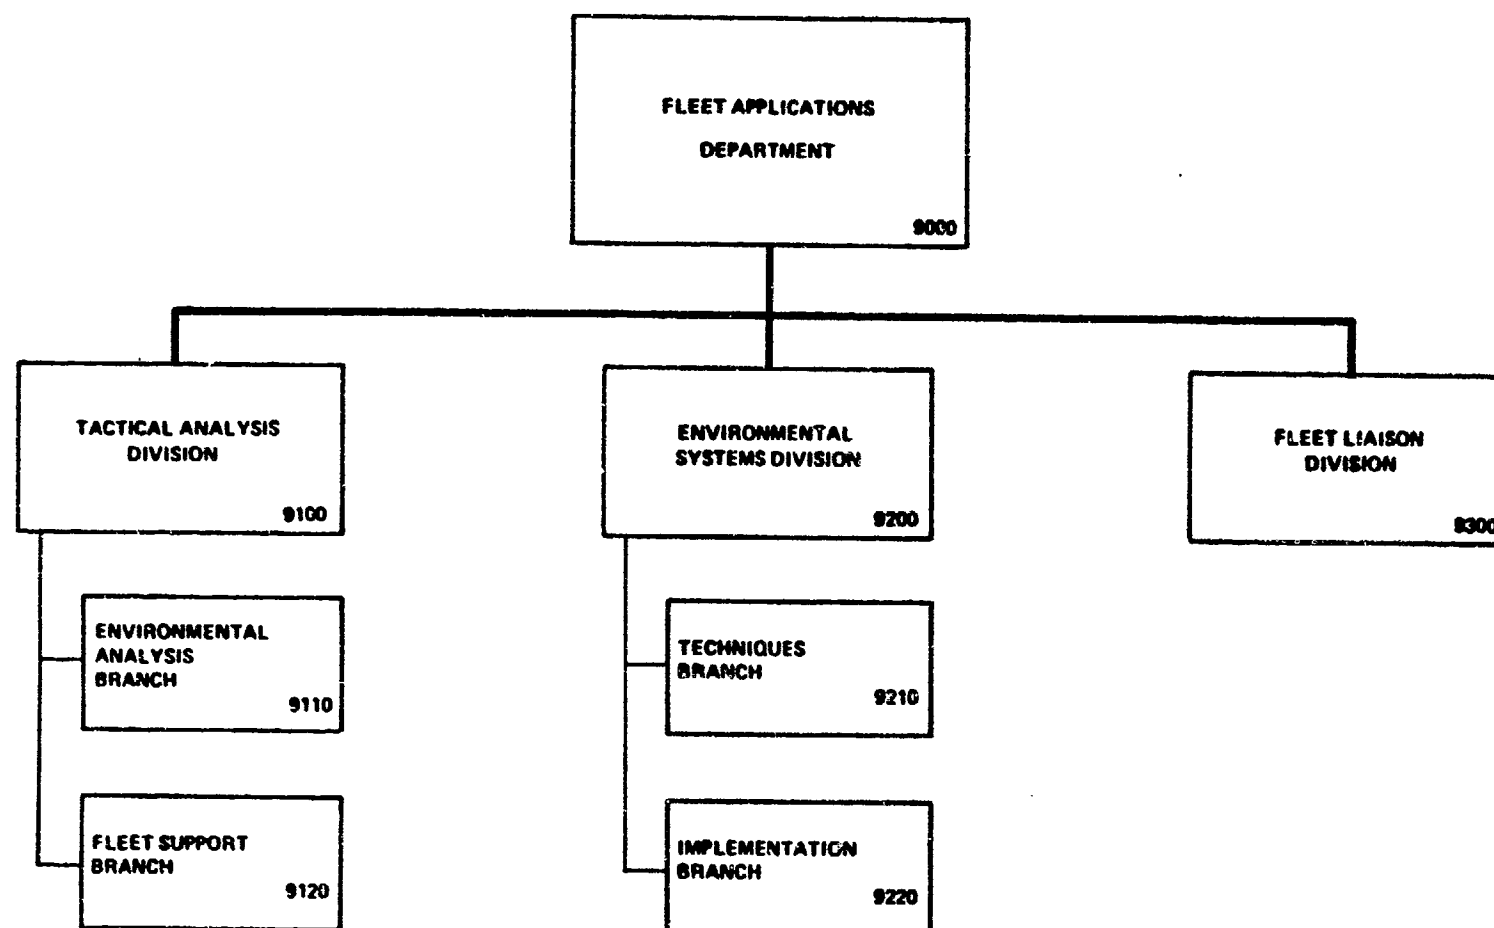 FLEET APPLICATIONS
DEPARTMENT
9000
TACTICAL ANALYSIS
DIVISION
9100
ENVIRONMENTAL
SYSTEMS DIVISION
9200
FLEET LIAISON
DIVISION
9300
ENVIRONMENTAL
ANALYSIS
BRANCH
9110
TECHNIQUES
BRANCH
9210
FLEET SUPPORT
BRANCH
9120
IMPLEMENTATION
BRANCH
9220